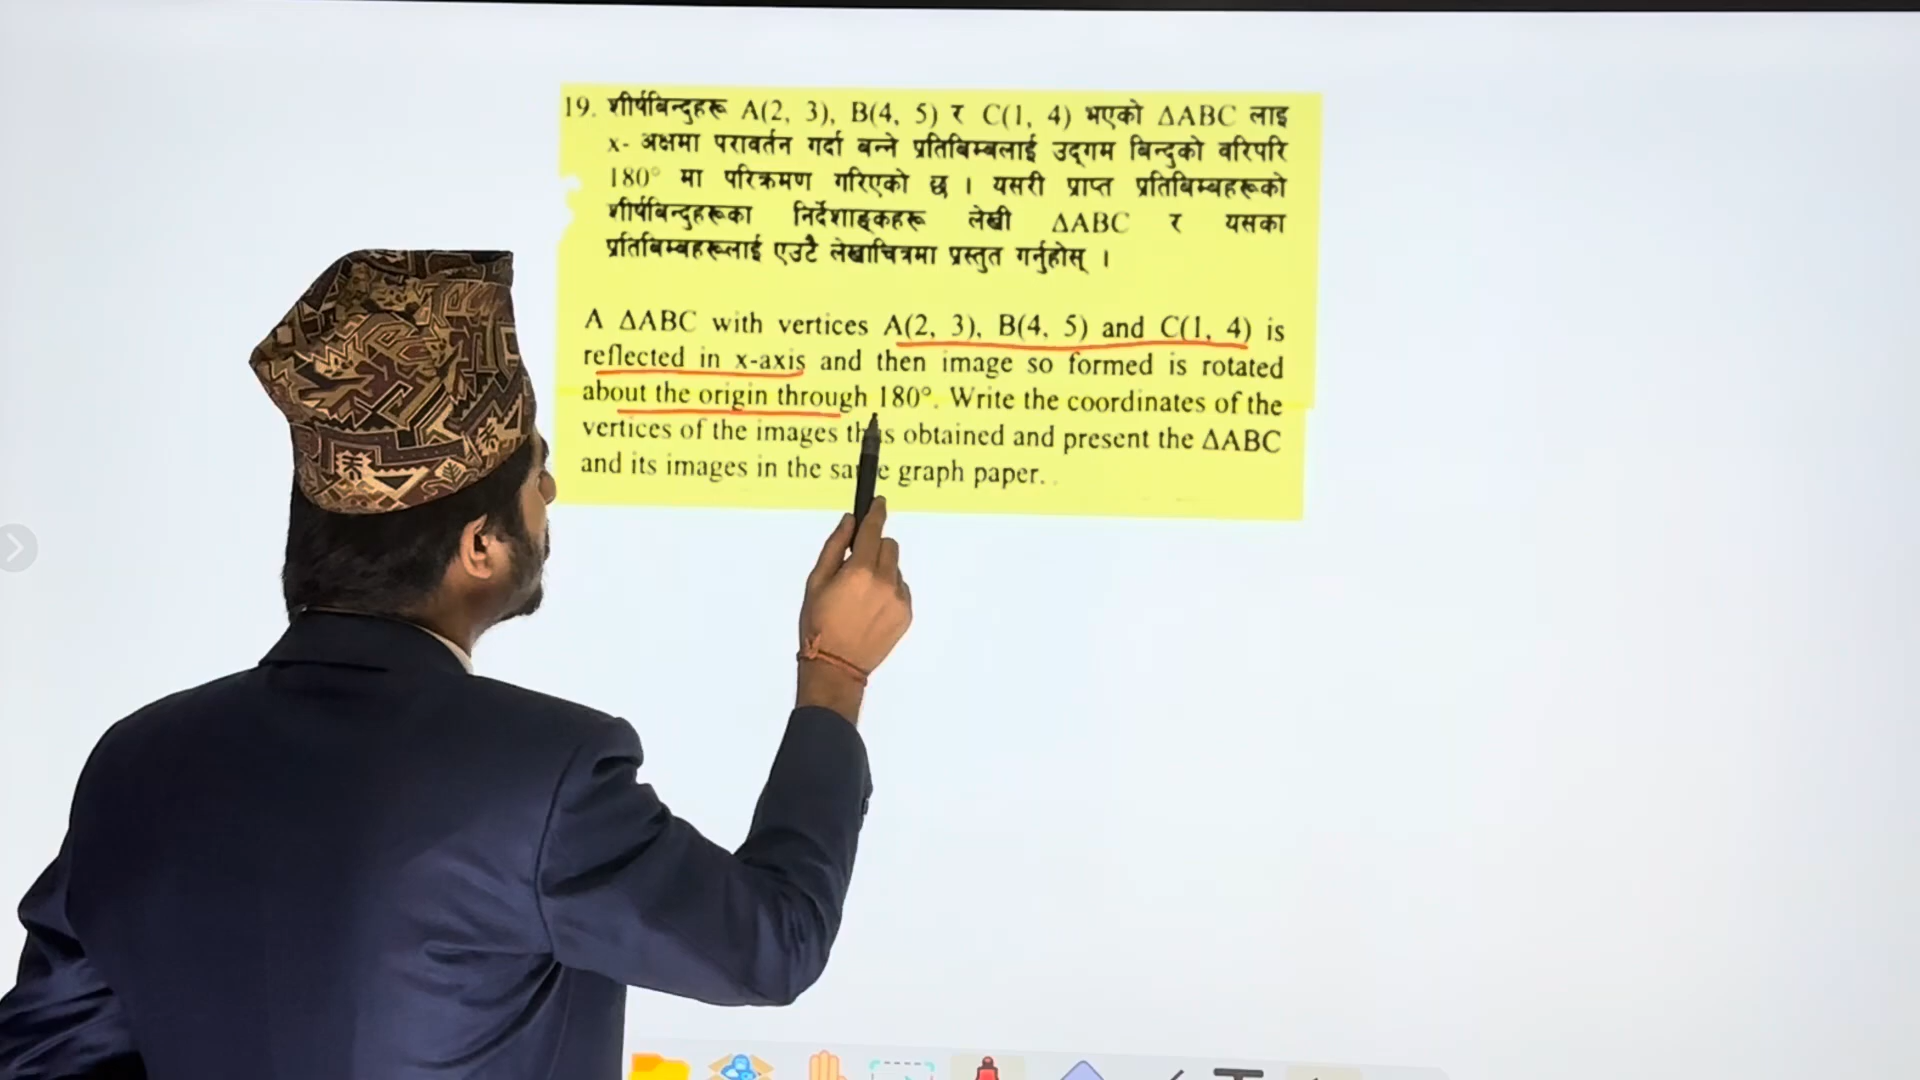 19. शीर्षबिन्दुहरू A(2, 3), B(4, 5) र C(1, 4) भएको ΔABC लाइ
x- अक्षमा परावर्तन गर्दा बन्ने प्रतिबिम्बलाई उद्गम बिन्दुको वरिपरि
180° मा परिक्रमण गरिएको छ । यसरी प्राप्त प्रतिबिम्बहरूको
शीर्षबिन्दुहरूका निर्देशाङ्कहरू लेखी ΔABC र यसका
प्रतिबिम्बहरूलाई एउटै लेखाचित्रमा प्रस्तुत गर्नुहोस् ।
A ΔABC with vertices A(2, 3), B(4, 5) and C(1, 4) is
reflected in x-axis and then image so formed is rotated
about the origin through 180°. Write the coordinates of the
vertices of the images obtained and present the ΔABC
and its images in the graph paper.